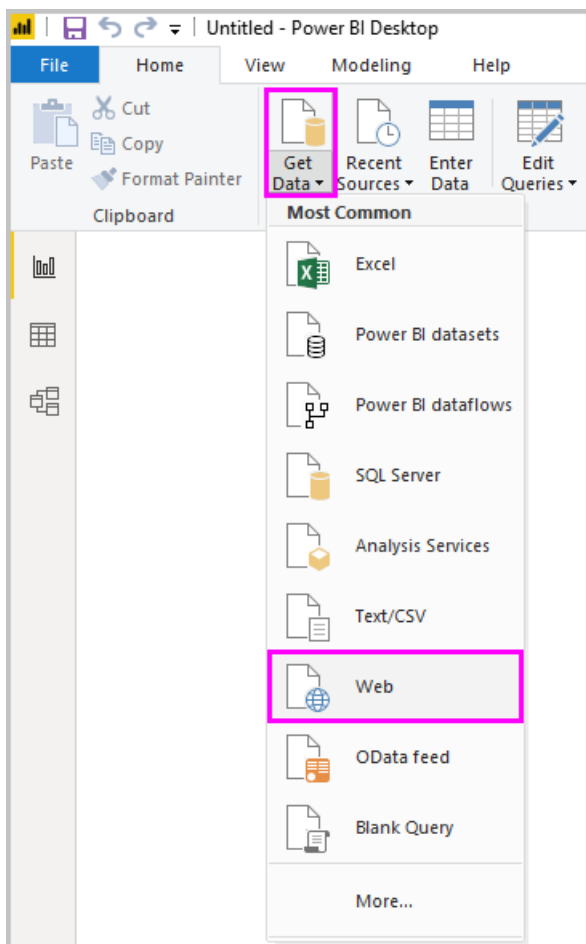 Untitled - Power BI Desktop
File Home View Modeling Help
Paste
Cut
Copy
Format Painter
Clipboard
Get
Data
Recent
Sources
Enter
Data
Edit
Queries
Most Common
Excel
Power BI datasets
Power BI dataflows
SQL Server
Analysis Services
Text/CSV
Web
OData feed
Blank Query
More...